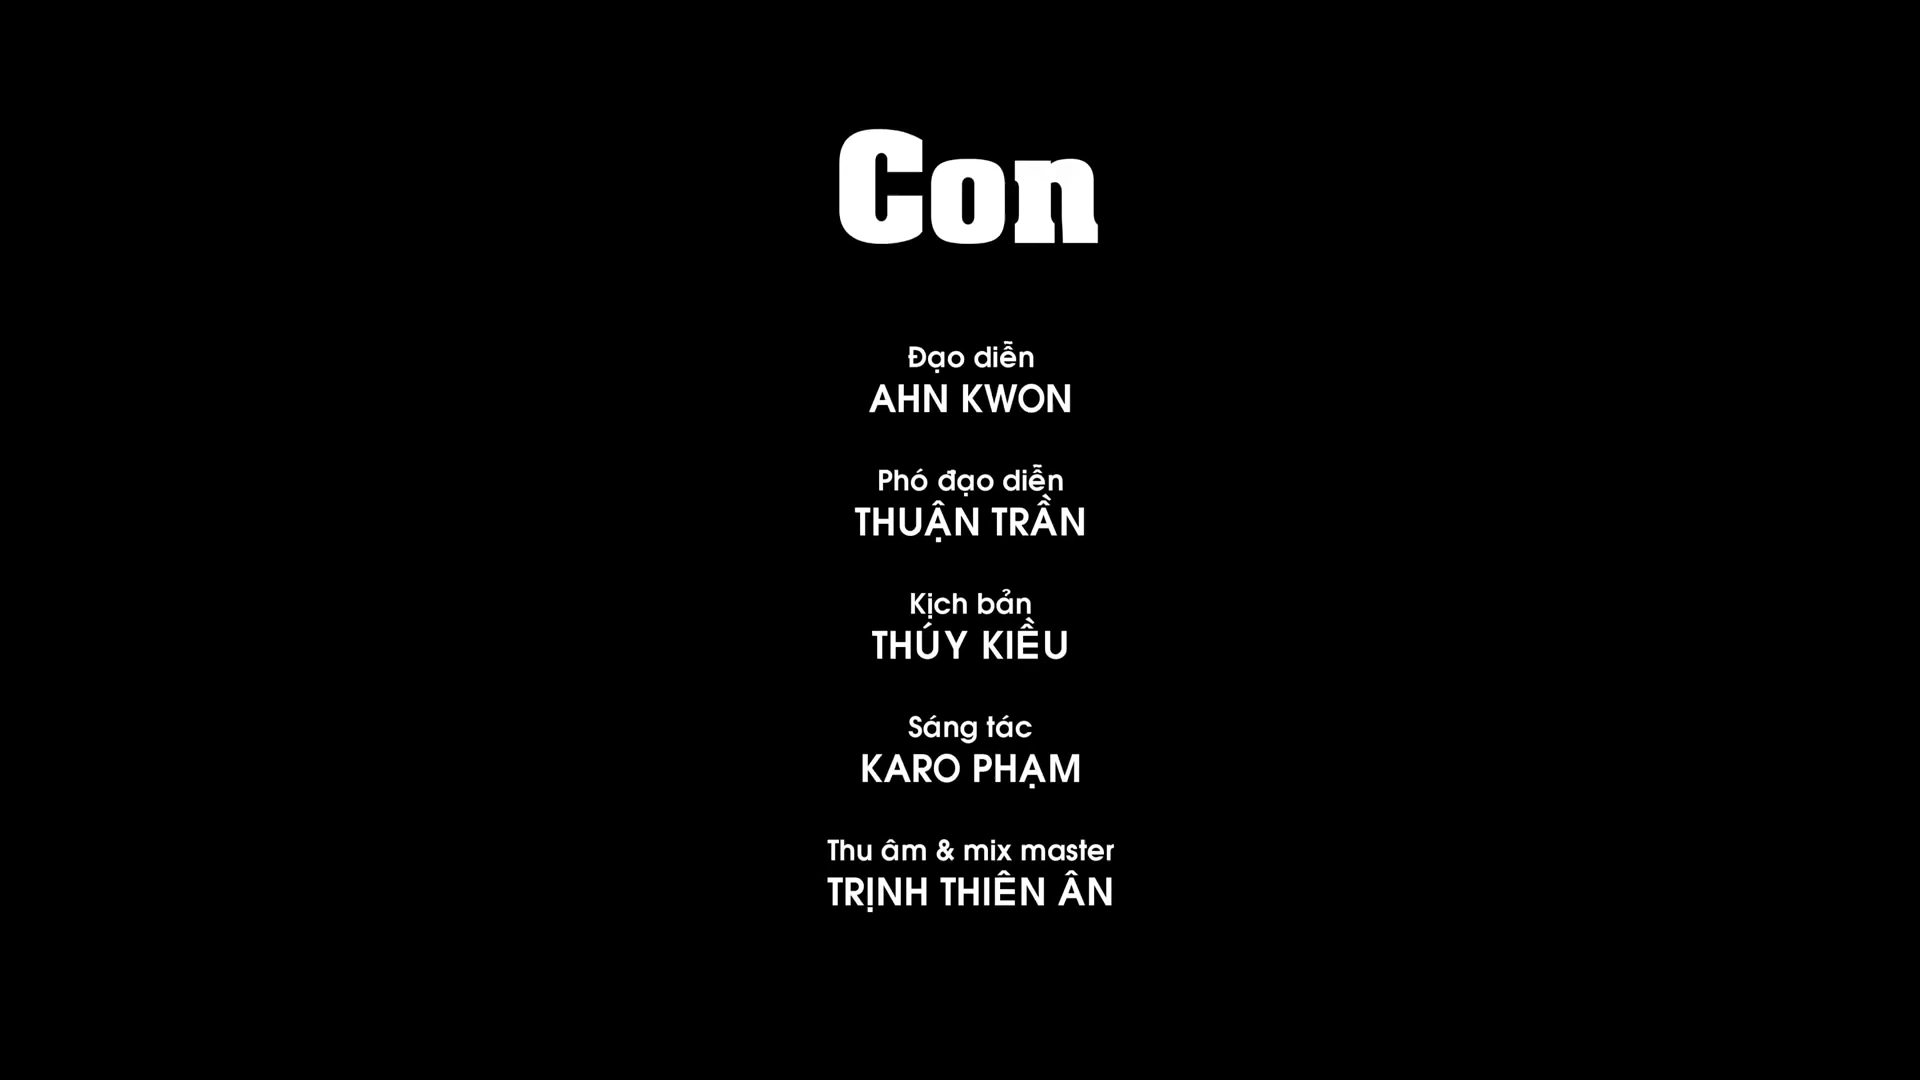 Con
Đạo diễn
AHN KWON
Phó đạo diễn
THUẬN TRẦN
Kịch bản
THÚY KIỀU
Sáng tác
KARO PHẠM
Thu âm & mix master
TRỊNH THIÊN ÂN